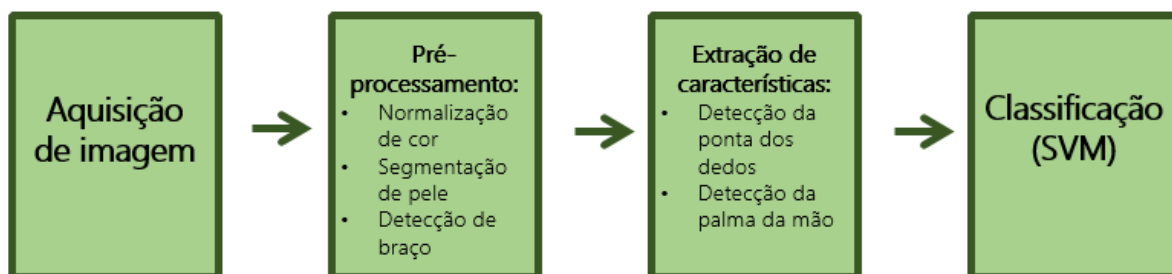 Aquisição
de imagem
Pré-
processamento:
• Normalização
de cor
• Segmentação
de pele
• Detecção de
braço
Extração de
característícas:
• Detecção da
ponta dos
dedos
• Detecção da
palma da mão
Classificação
(SVM)